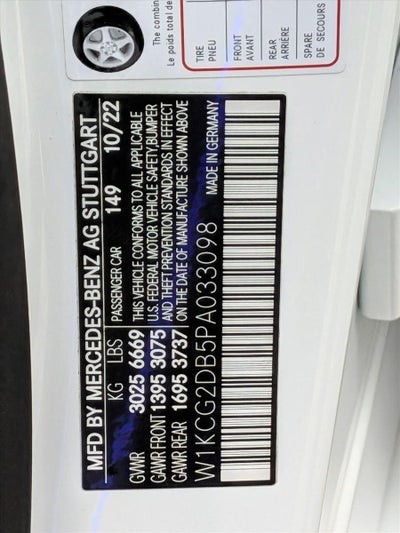 The combin
Le poids total de
TIRE
PNEU
FRONT
AVANT
REAR
ARRIÈRE
SPARE
DE SECOURS
MFD BY MERCEDES-BENZ AG STUTTGART
KG LBS PASSENGER CAR 149 10/22
GVWR 3025 6669
GAWR FRONT 1395 3075
GAWR REAR 1695 3737
THIS VEHICLE CONFORMS TO ALL APPLICABLE
U.S. FEDERAL MOTOR VEHICLE SAFETY,BUMPER
AND THEFT PREVENTION STANDARDS IN EFFECT
ON THE DATE OF MANUFACTURE SHOWN ABOVE
W1KCG2DB5PA033098 MADE IN GERMANY